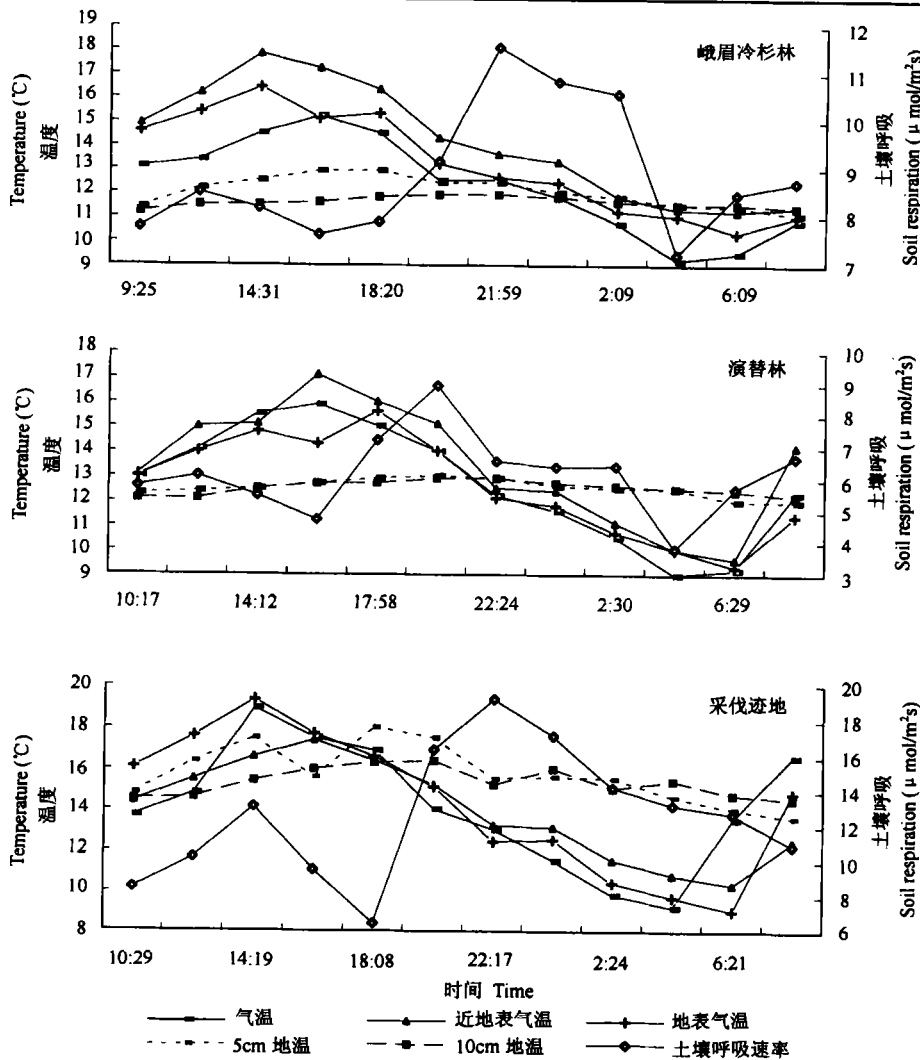 峨眉冷杉林
Temperature (℃)
温度
19
18
17
16
15
14
13
12
11
10
9
12
11
10
9
8
7
土壤呼吸
Soil respiration ( μ mol/m²s)
9:25 14:31 18:20 21:59 2:09 6:09
演替林
Temperature (℃)
温度
18
17
16
15
14
13
12
11
10
9
10
9
8
7
6
5
4
3
土壤呼吸
Soil respiration ( μ mol/m²s)
10:17 14:12 17:58 22:24 2:30 6:29
采伐迹地
Temperature (℃)
温度
20
18
16
14
12
10
8
20
18
16
14
12
10
8
6
土壤呼吸
Soil respiration ( μ mol/m²s)
10:29 14:19 18:08 22:17 2:24 6:21
时间 Time
气温 近地表气温 地表气温
5cm 地温 10cm 地温 土壤呼吸速率